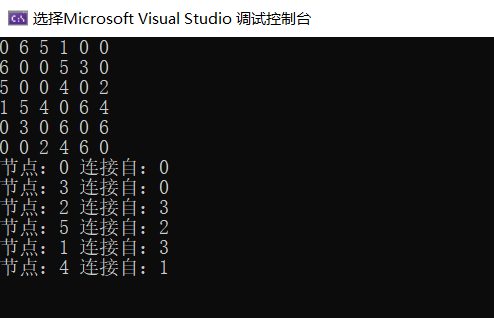 选择Microsoft Visual Studio 调试控制台
0 6 5 1 0 0
6 0 0 5 3 0
5 0 0 4 0 2
1 5 4 0 6 4
0 3 0 6 0 6
0 0 2 4 6 0
节点：0 连接自：0
节点：3 连接自：0
节点：2 连接自：3
节点：5 连接自：2
节点：1 连接自：3
节点：4 连接自：1